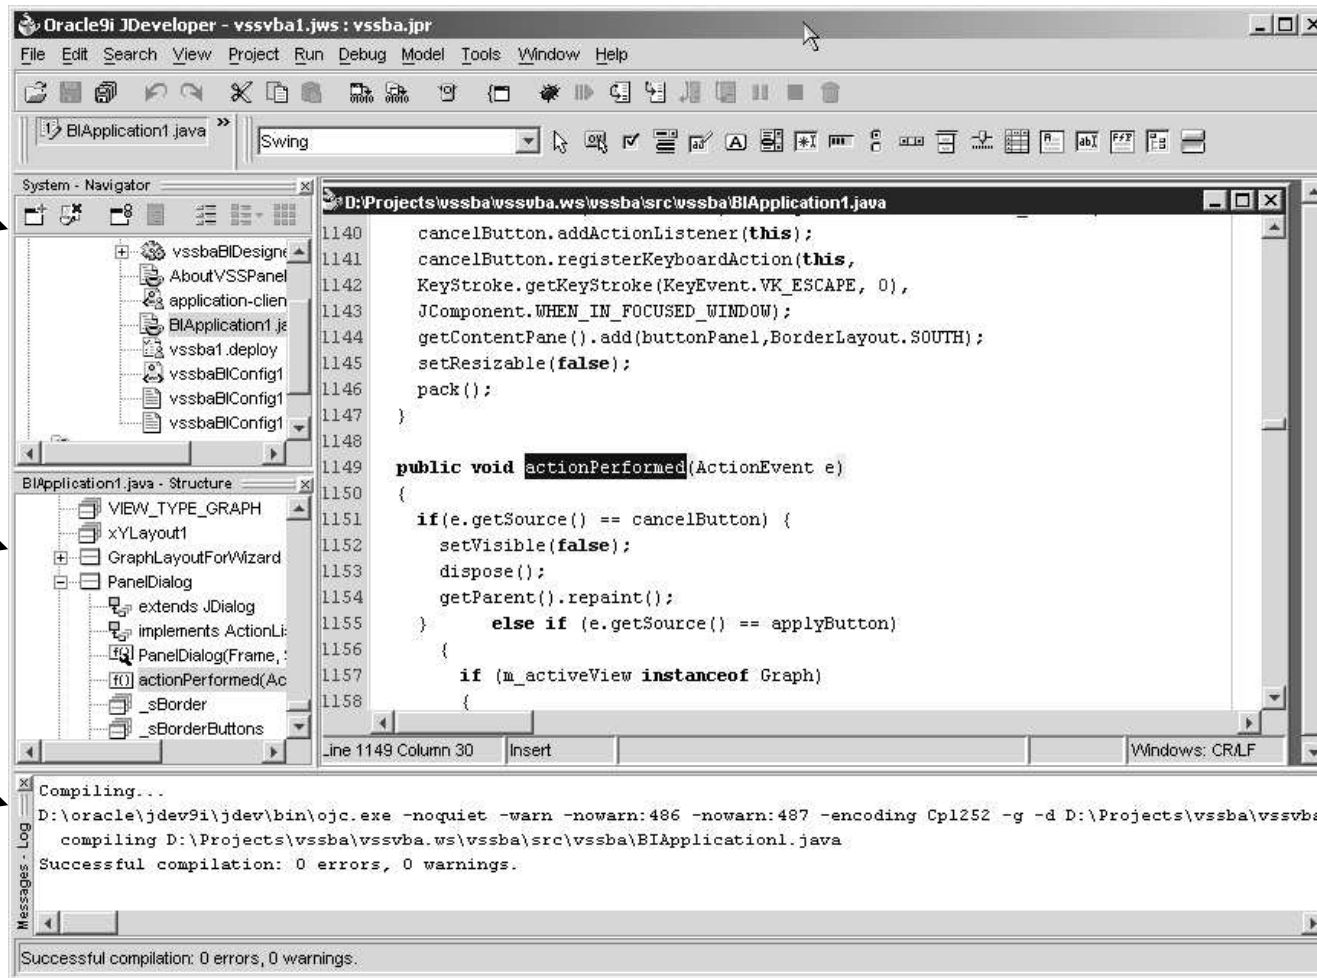 Oracle9i JDeveloper - vssvba1.jws : vssba.jpr
File Edit Search View Project Run Debug Model Tools Window Help
BIApplication1.java »
Swing
System - Navigator
vssbaBIDesigne
AboutVSSPanel
application-clien
BIApplication1.ja
vssba1.deploy
vssbaBIConfig1
vssbaBIConfig1
vssbaBIConfig1
BIApplication1.java - Structure
VIEW_TYPE_GRAPH
xYLayout1
GraphLayoutForWizard
PanelDialog
extends JDialog
implements ActionLi
PanelDialog(Frame,
actionPerformed(Ac
_sBorder
_sBorderButtons
D:\Projects\vssba\vssvba.ws\vssba\src\vssba\BIApplication1.java
1140 cancelButton.addActionListener(this);
1141 cancelButton.registerKeyboardAction(this,
1142 KeyStroke.getKeyStroke(KeyEvent.VK_ESCAPE, 0),
1143 JComponent.WHEN_IN_FOCUSED_WINDOW);
1144 getContentPane().add(buttonPanel,BorderLayout.SOUTH);
1145 setResizable(false);
1146 pack();
1147 }
1148
1149 public void actionPerformed(ActionEvent e)
1150 {
1151 if(e.getSource() == cancelButton) {
1152 setVisible(false);
1153 dispose();
1154 getParent().repaint();
1155 } else if (e.getSource() == applyButton)
1156 {
1157 if (m_activeView instanceof Graph)
1158 {
Line 1149 Column 30 Insert Windows: CR/LF
Messages - Log
Compiling...
D:\oracle\jdev9i\jdev\bin\ojc.exe -noquiet -warn -nowarn:486 -nowarn:487 -encoding Cp1252 -g -d D:\Projects\vssba\vssvba
compiling D:\Projects\vssba\vssvba.ws\vssba\src\vssba\BIApplication1.java
Successful compilation: 0 errors, 0 warnings.
Successful compilation: 0 errors, 0 warnings.